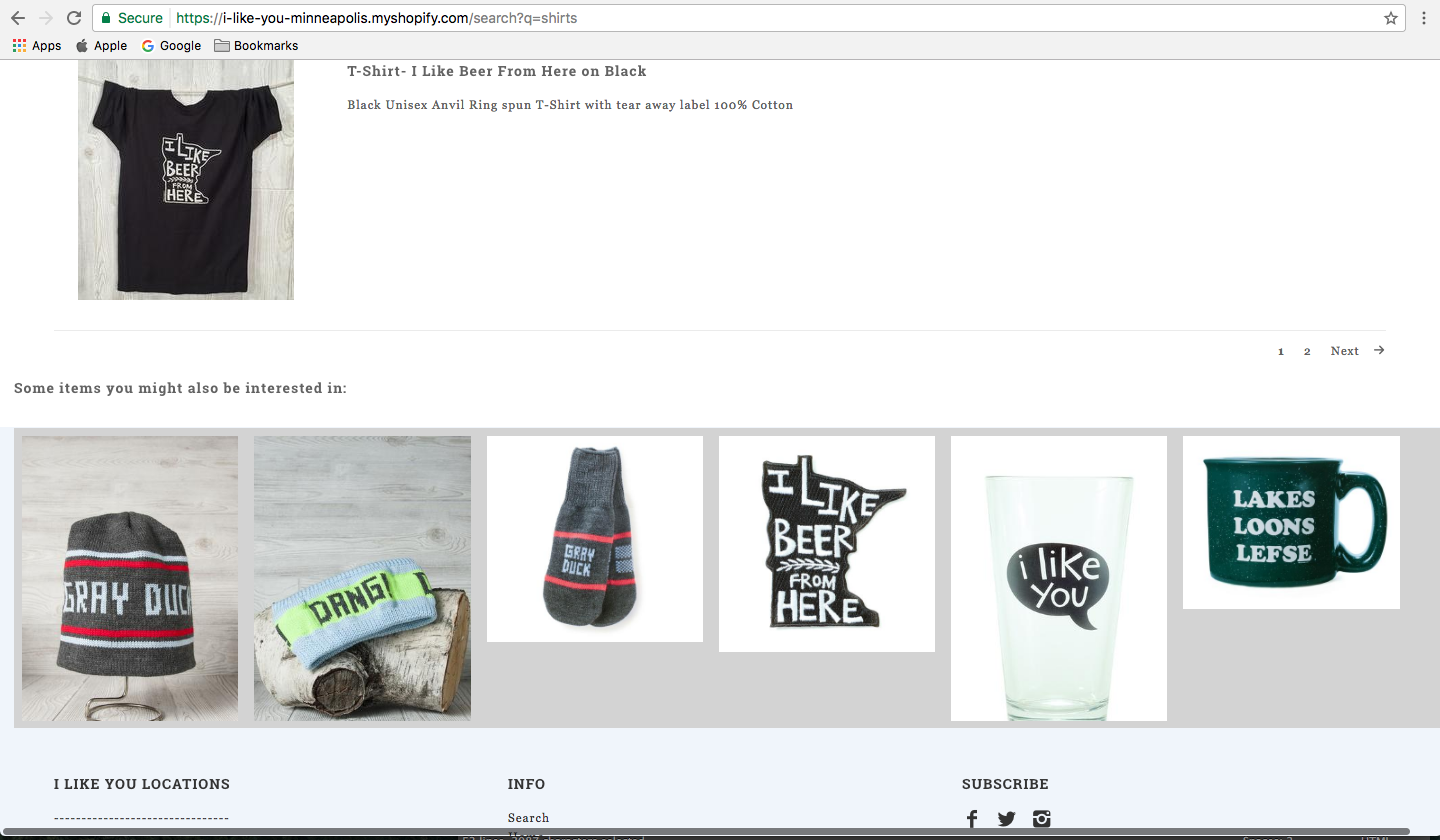 Secure https://i-like-you-minneapolis.myshopify.com/search?q=shirts
Apps Apple Google Bookmarks
T-Shirt- I Like Beer From Here on Black
Black Unisex Anvil Ring spun T-Shirt with tear away label 100% Cotton
I LIKE
BEER
FROM
HERE
1 2 Next →
Some items you might also be interested in:
GRAY DUC
DANG! D
GRAY
DUCK
I LIKE
BEER
FROM
HERE
i like
you
LAKES
LOONS
LEFSE
I LIKE YOU LOCATIONS INFO SUBSCRIBE
--------------------------------
Search